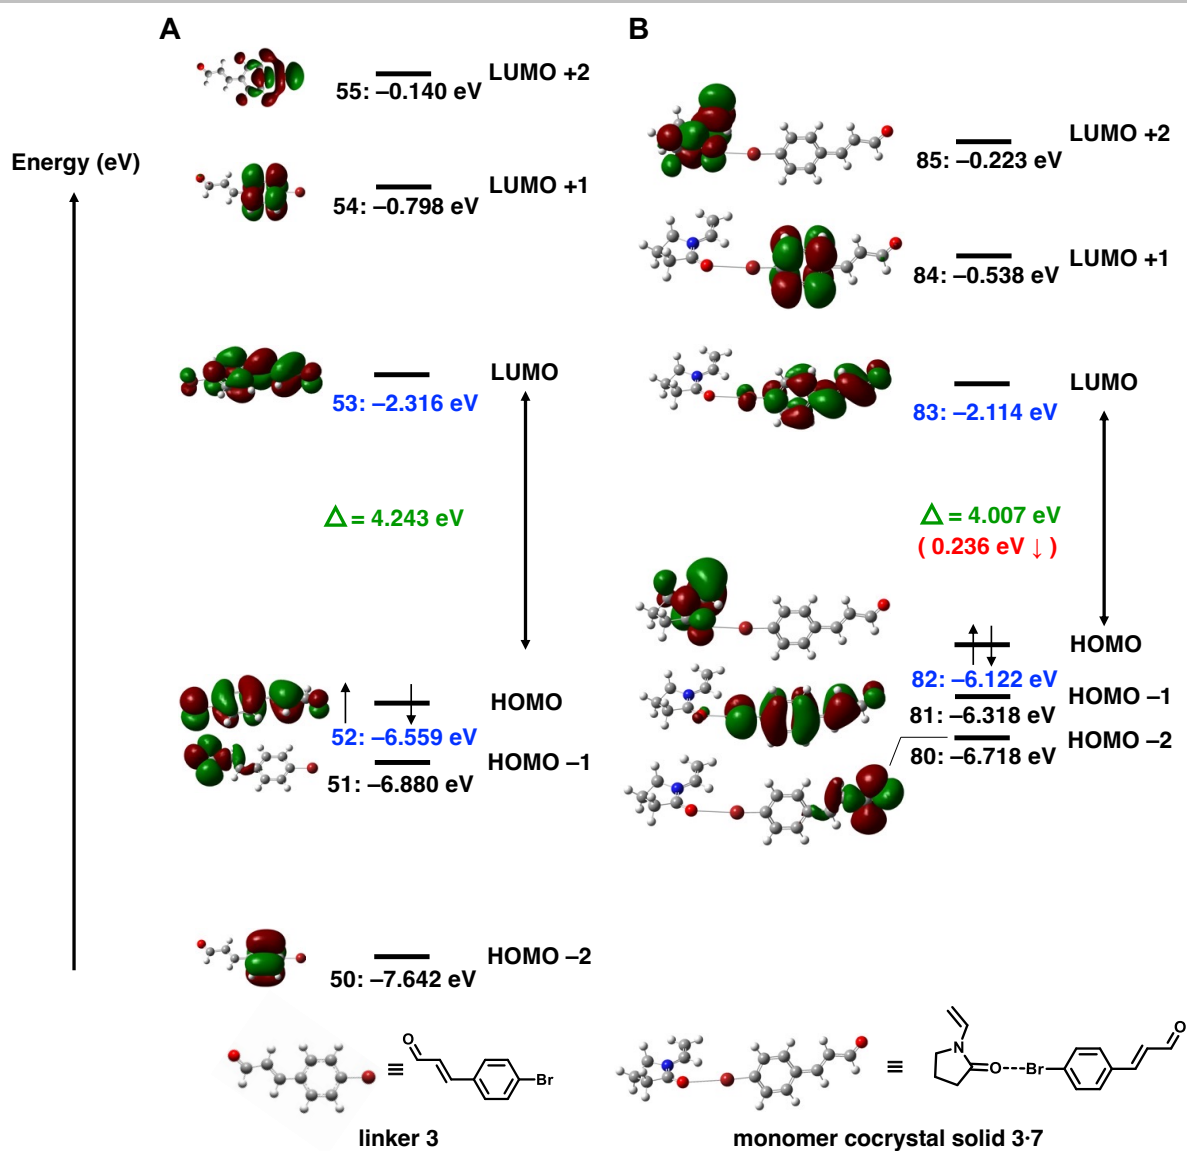 A
55: –0.140 eV
LUMO +2
Energy (eV)
54: –0.798 eV
LUMO +1
53: –2.316 eV
LUMO
△ = 4.243 eV
HOMO
52: –6.559 eV
HOMO –1
51: –6.880 eV
HOMO –2
50: –7.642 eV
O
≡
Br
linker 3
B
LUMO +2
85: –0.223 eV
LUMO +1
84: –0.538 eV
LUMO
83: –2.114 eV
△ = 4.007 eV
( 0.236 eV ↓ )
HOMO
82: –6.122 eV
HOMO –1
81: –6.318 eV
HOMO –2
80: –6.718 eV
≡
N
O
Br
O
monomer cocrystal solid 3·7